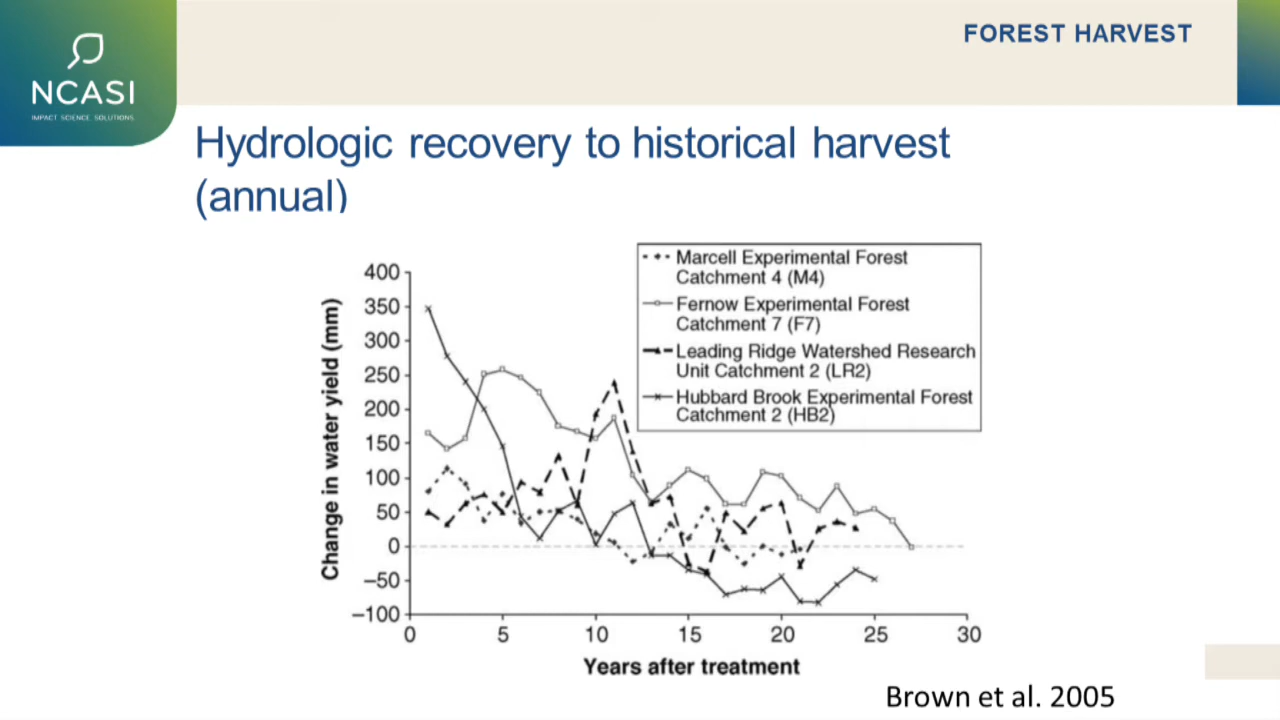 FOREST HARVEST
NCASI
IMPACT SCIENCE SOLUTIONS
Hydrologic recovery to historical harvest
(annual)
Marcell Experimental Forest
Catchment 4 (M4)
Fernow Experimental Forest
Catchment 7 (F7)
Leading Ridge Watershed Research
Unit Catchment 2 (LR2)
Hubbard Brook Experimental Forest
Catchment 2 (HB2)
Change in water yield (mm)
400
350
300
250
200
150
100
50
0
−50
−100
0 5 10 15 20 25 30
Years after treatment
Brown et al. 2005